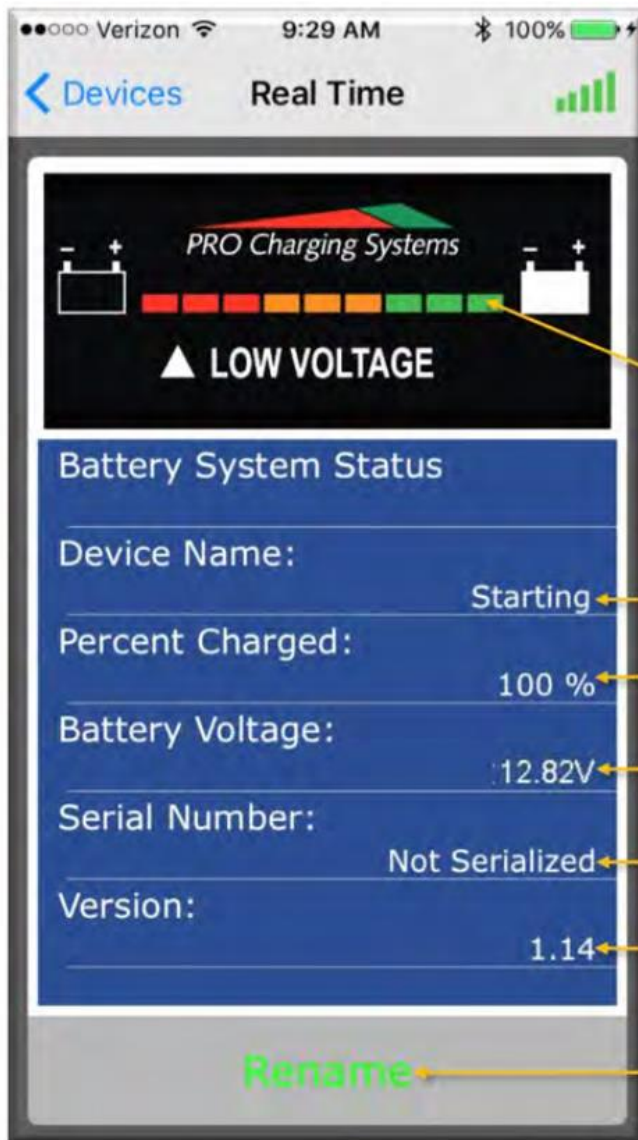 Verizon 9:29 AM 100%
Devices Real Time
PRO Charging Systems
- + - +
LOW VOLTAGE
Battery System Status
Device Name:
Starting
Percent Charged:
100 %
Battery Voltage:
12.82V
Serial Number:
Not Serialized
Version:
1.14
Rename